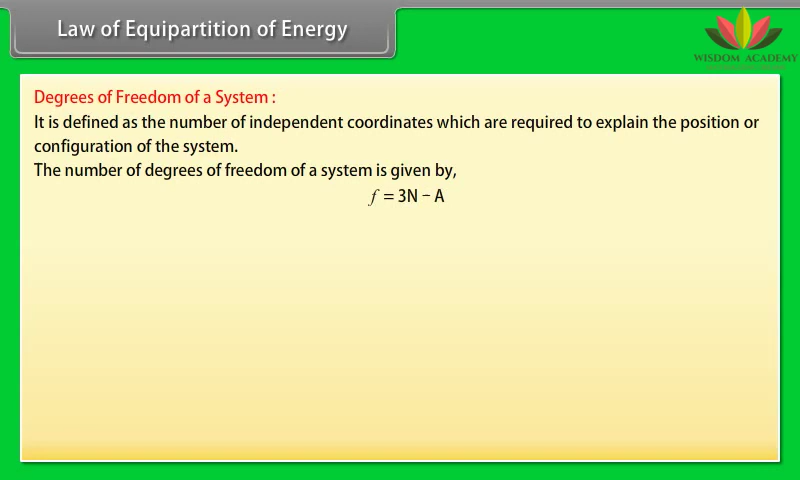 Law of Equipartition of Energy
WISDOM ACADEMY
Degrees of Freedom of a System :
It is defined as the number of independent coordinates which are required to explain the position or
configuration of the system.
The number of degrees of freedom of a system is given by,
f = 3N − A